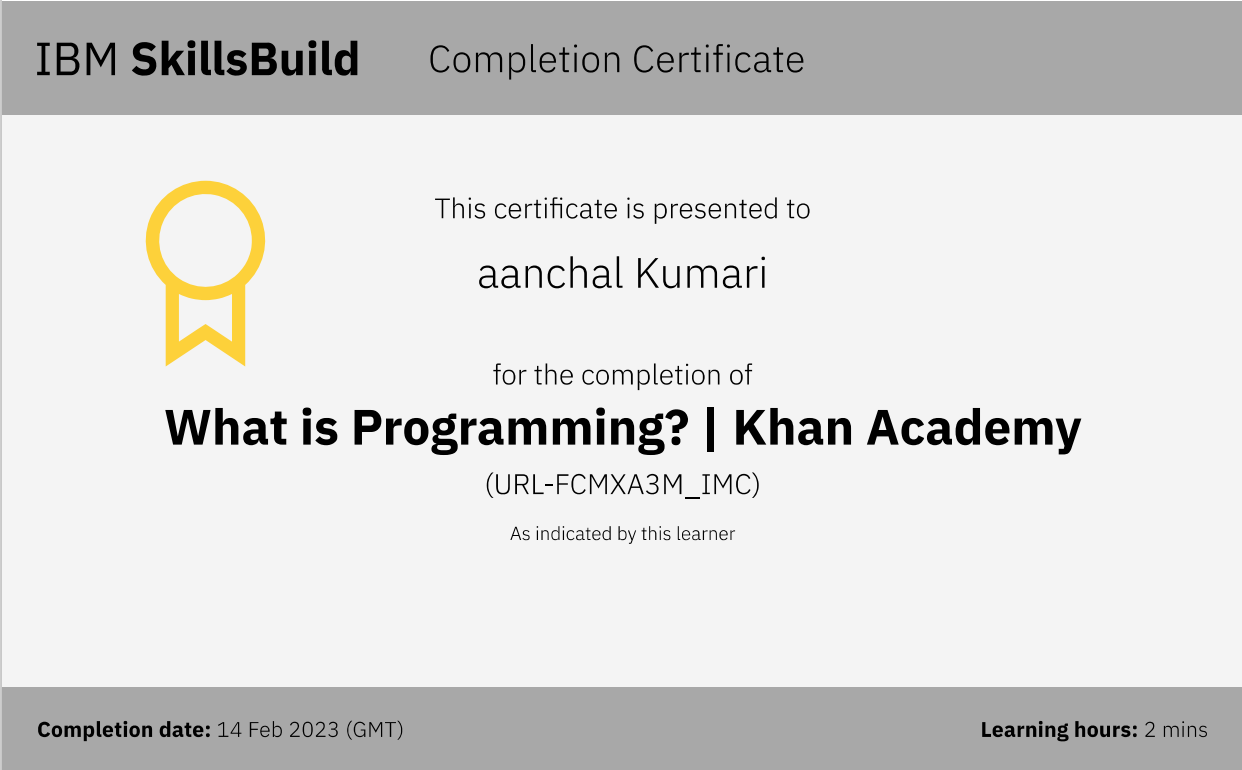 IBM SkillsBuild Completion Certificate
This certificate is presented to
aanchal Kumari
for the completion of
What is Programming? | Khan Academy
(URL-FCMXA3M_IMC)
As indicated by this learner
Completion date: 14 Feb 2023 (GMT)
Learning hours: 2 mins